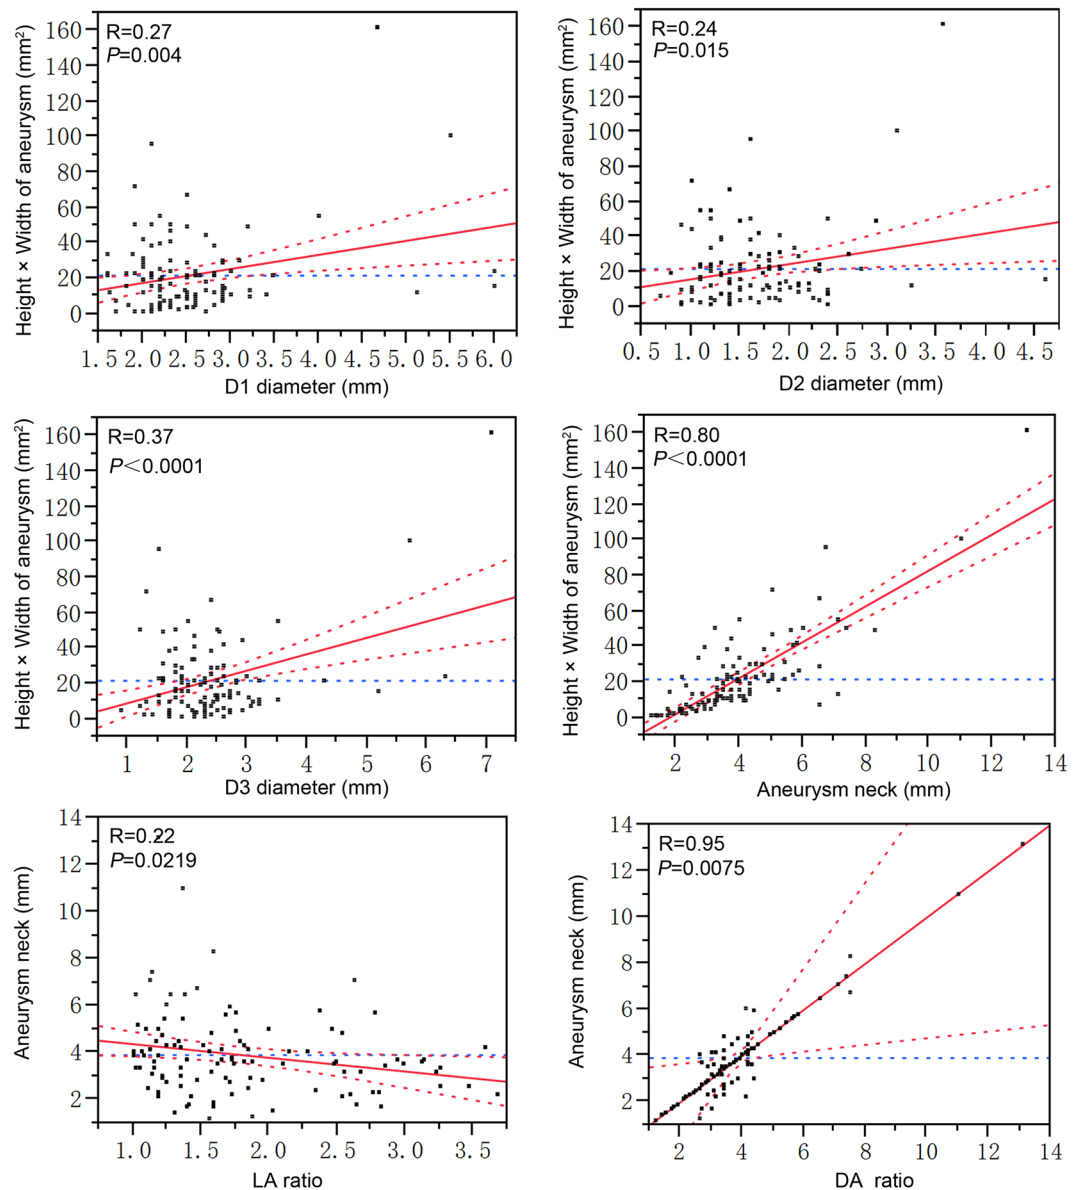 R=0.27
P=0.004
160
140
120
100
80
60
40
20
0
Height × Width of aneurysm (mm²)
1.5 2.0 2.5 3.0 3.5 4.0 4.5 5.0 5.5 6.0
D1 diameter (mm)
R=0.24
P=0.015
160
140
120
100
80
60
40
20
0
Height × Width of aneurysm (mm²)
0.5 1.0 1.5 2.0 2.5 3.0 3.5 4.0 4.5
D2 diameter (mm)
R=0.37
P<0.0001
160
140
120
100
80
60
40
20
0
Height × Width of aneurysm (mm²)
1 2 3 4 5 6 7
D3 diameter (mm)
R=0.80
P<0.0001
160
140
120
100
80
60
40
20
0
Height × Width of aneurysm (mm²)
2 4 6 8 10 12 14
Aneurysm neck (mm)
R=0.22
P=0.0219
14
12
10
8
6
4
2
Aneurysm neck (mm)
1.0 1.5 2.0 2.5 3.0 3.5
LA ratio
R=0.95
P=0.0075
14
12
10
8
6
4
2
Aneurysm neck (mm)
2 4 6 8 10 12 14
DA ratio